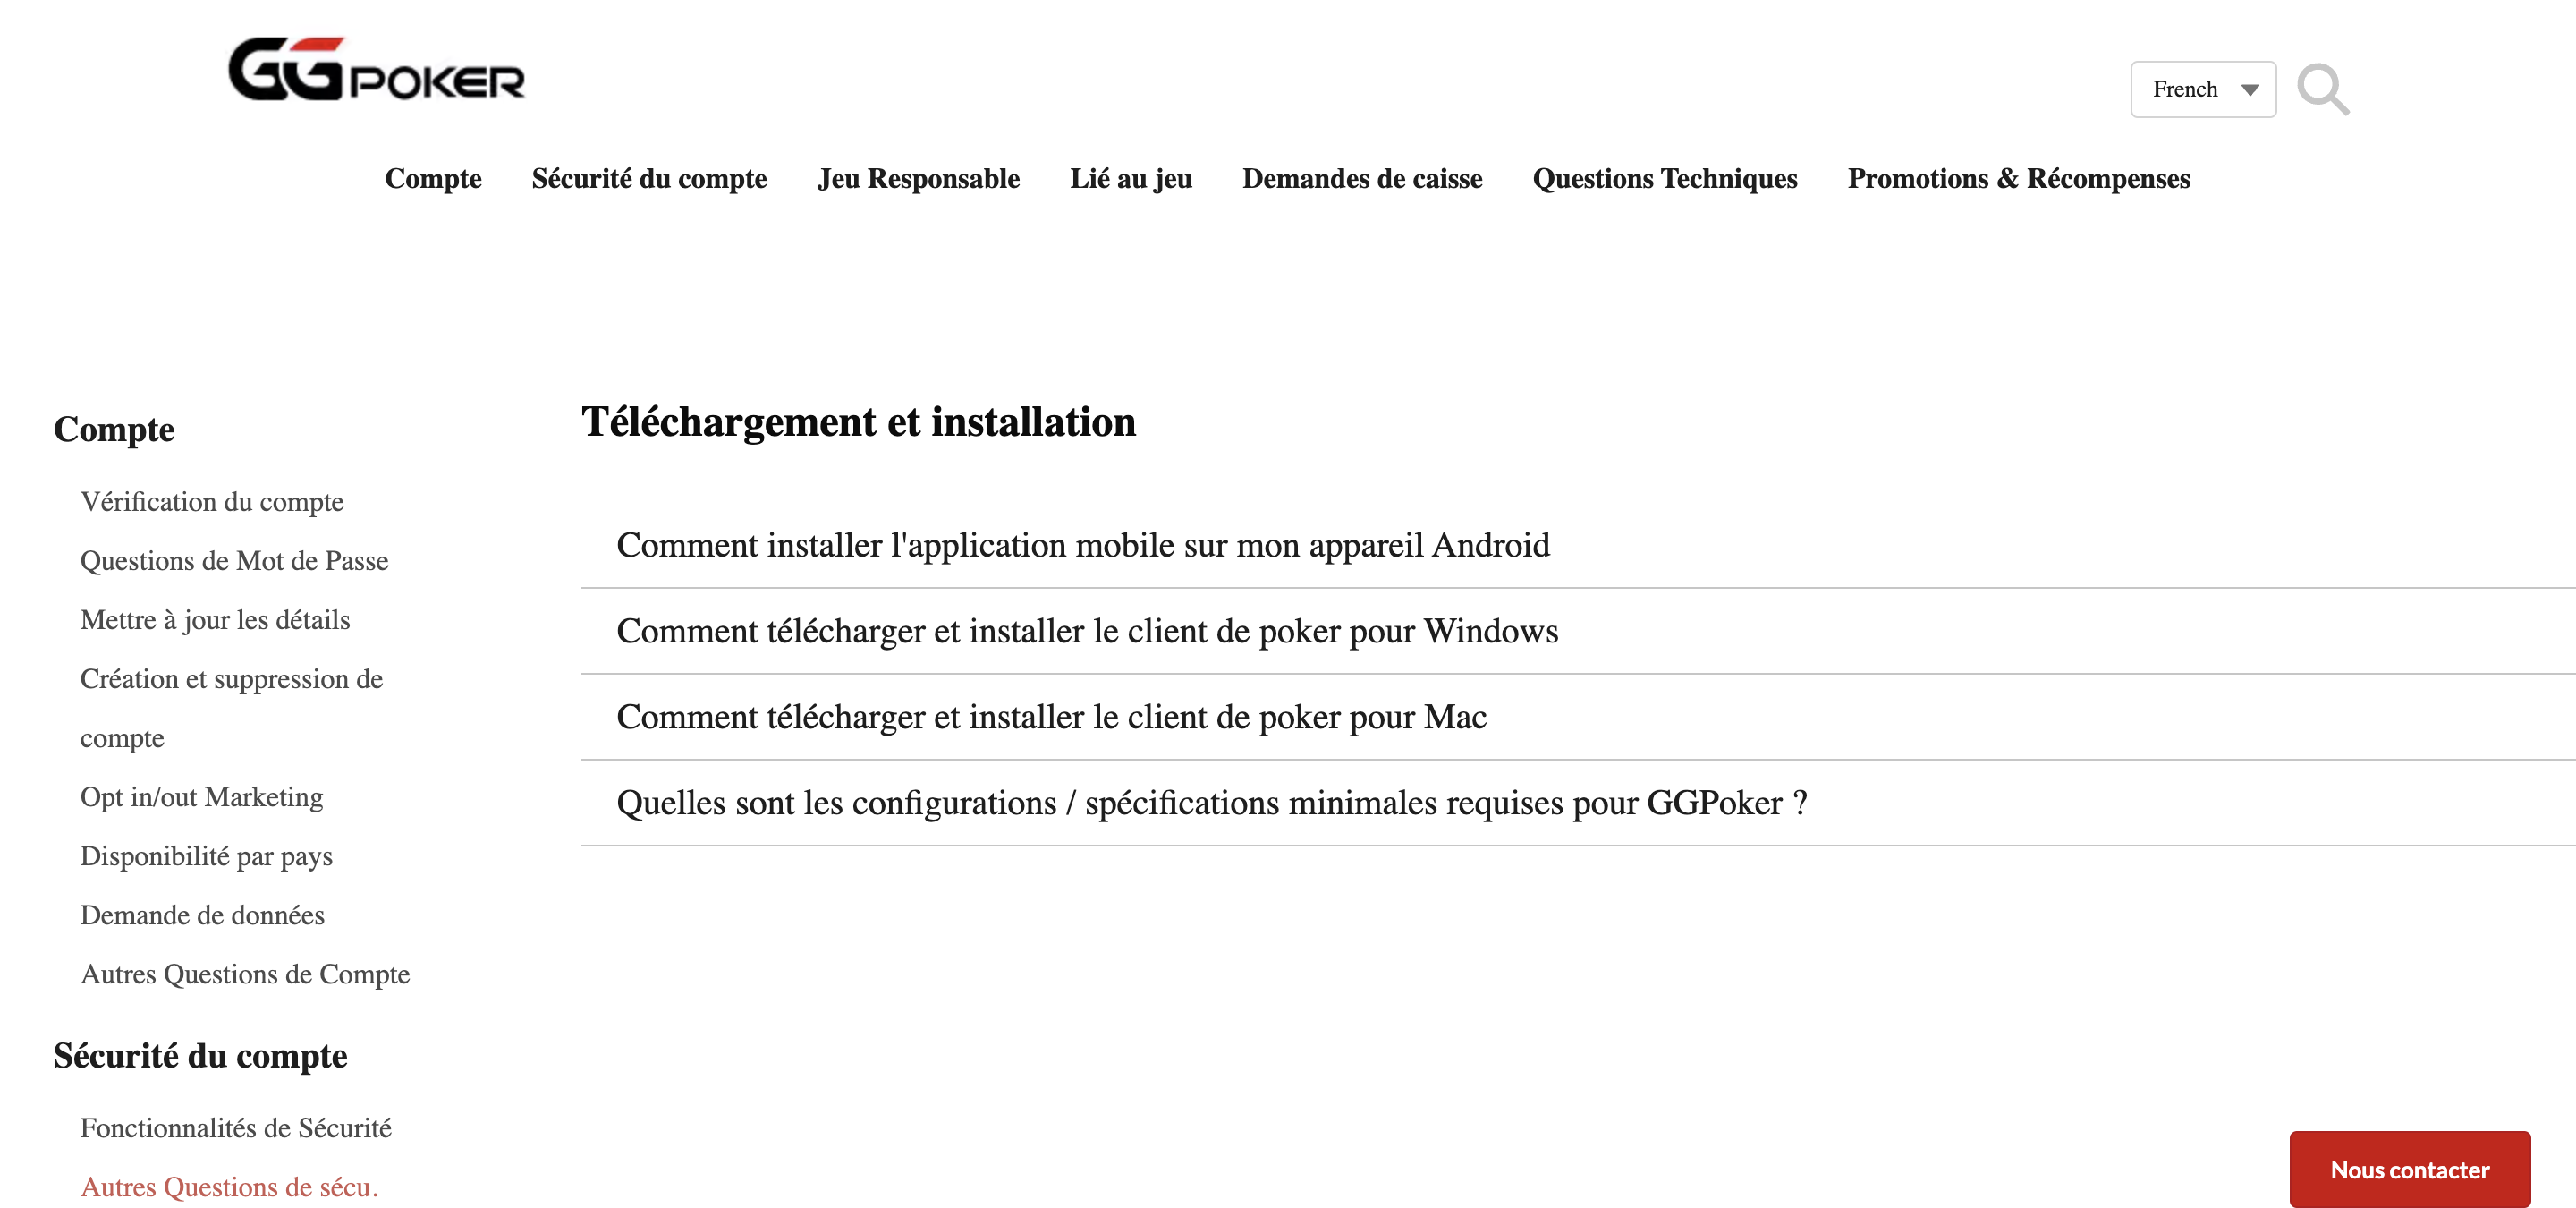 GGPOKER
French
Compte
Sécurité du compte
Jeu Responsable
Lié au jeu
Demandes de caisse
Questions Techniques
Promotions & Récompenses
Compte
Vérification du compte
Questions de Mot de Passe
Mettre à jour les détails
Création et suppression de
compte
Opt in/out Marketing
Disponibilité par pays
Demande de données
Autres Questions de Compte
Sécurité du compte
Fonctionnalités de Sécurité
Autres Questions de sécu.
Téléchargement et installation
Comment installer l'application mobile sur mon appareil Android
Comment télécharger et installer le client de poker pour Windows
Comment télécharger et installer le client de poker pour Mac
Quelles sont les configurations / spécifications minimales requises pour GGPoker ?
Nous contacter